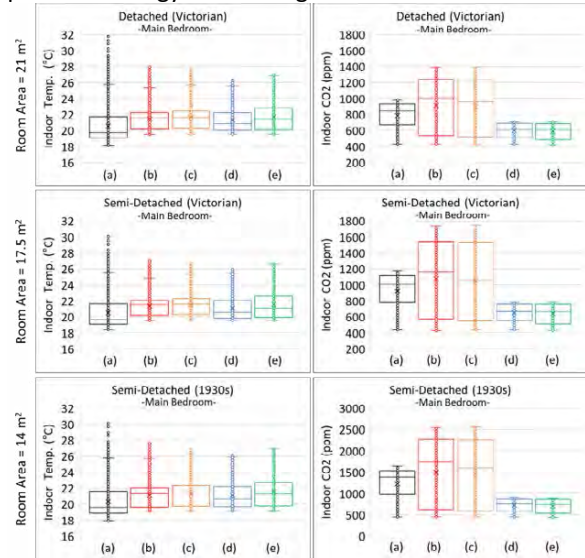 Detached (Victorian)
-Main Bedroom-
Room Area = 21 m²
Indoor Temp. (°C)
32
30
28
26
24
22
20
18
16
(a) (b) (c) (d) (e)
Detached (Victorian)
-Main Bedroom-
Indoor CO2 (ppm)
1800
1600
1400
1200
1000
800
600
400
200
(a) (b) (c) (d) (e)
Semi-Detached (Victorian)
-Main Bedroom-
Room Area = 17.5 m²
Indoor Temp. (°C)
32
30
28
26
24
22
20
18
16
(a) (b) (c) (d) (e)
Semi-Detached (Victorian)
-Main Bedroom-
Indoor CO2 (ppm)
1800
1600
1400
1200
1000
800
600
400
200
(a) (b) (c) (d) (e)
Semi-Detached (1930s)
-Main Bedroom-
Room Area = 14 m²
Indoor Temp. (°C)
32
30
28
26
24
22
20
18
16
(a) (b) (c) (d) (e)
Semi-Detached (1930s)
-Main Bedroom-
Indoor CO2 (ppm)
3000
2500
2000
1500
1000
500
0
(a) (b) (c) (d) (e)